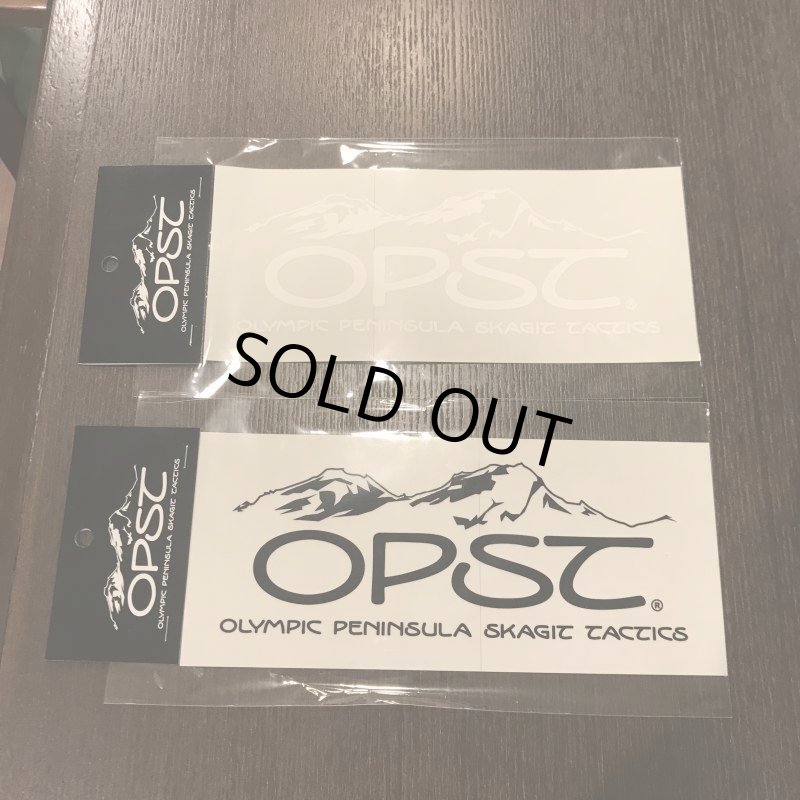 OPST
OLYMPIC PENINSULA SKAGIT TACTICS
OPST®
OLYMPIC PENINSULA SKAGIT TACTICS
SOLD OUT
OPST
OLYMPIC PENINSULA SKAGIT TACTICS
OPST®
OLYMPIC PENINSULA SKAGIT TACTICS